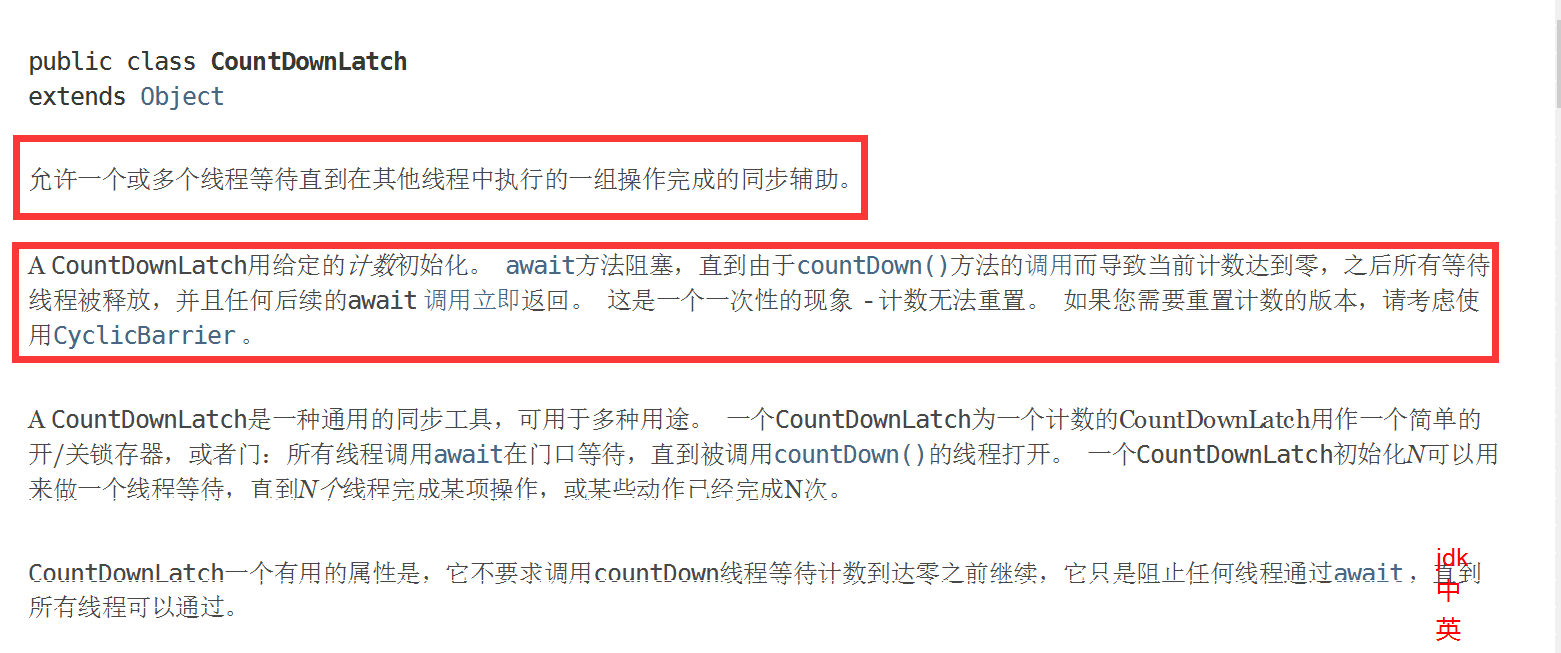 public class CountDownLatch
extends Object
允许一个或多个线程等待直到在其他线程中执行的一组操作完成的同步辅助。
A CountDownLatch用给定的计数初始化。 await方法阻塞，直到由于countDown()方法的调用而导致当前计数达到零，之后所有等待
线程被释放，并且任何后续的await 调用立即返回。 这是一个一次性的现象 - 计数无法重置。 如果您需要重置计数的版本，请考虑使
用CyclicBarrier 。
A CountDownLatch是一种通用的同步工具，可用于多种用途。 一个CountDownLatch为一个计数的CountDownLatch用作一个简单的
开/关锁存器，或者门：所有线程调用await在门口等待，直到被调用countDown()的线程打开。 一个CountDownLatch初始化N可以用
来做一个线程等待，直到N个线程完成某项操作，或某些动作已经完成N次。
CountDownLatch一个有用的属性是，它不要求调用countDown线程等待计数到达零之前继续，它只是阻止任何线程通过await ，直到
所有线程可以通过。
jdk
中
英